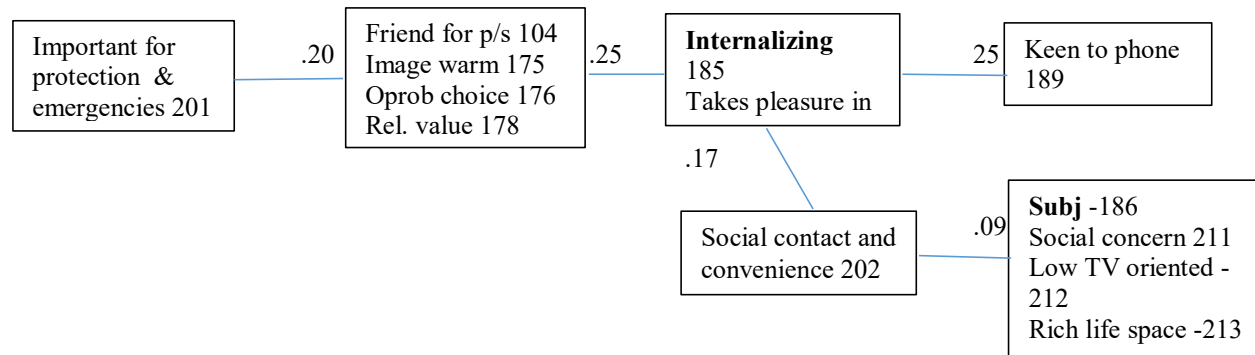 Important for
protection &
emergencies 201
.20
Friend for p/s 104
Image warm 175
Oprob choice 176
Rel. value 178
.25
Internalizing
185
Takes pleasure in
25
Keen to phone
189
.17
Social contact and
convenience 202
.09
Subj -186
Social concern 211
Low TV oriented -
212
Rich life space -213